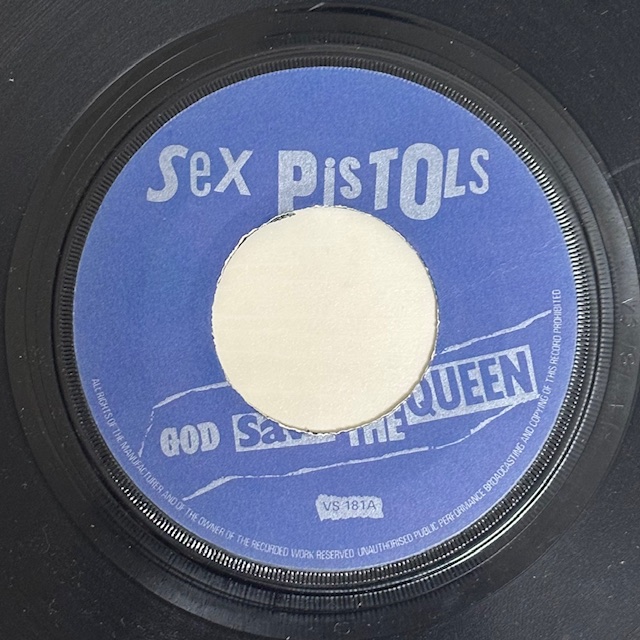 Sex PiSTOLS
GOD Save THE QUEEN
VS 181A
ALL RIGHTS OF THE MANUFACTURER AND OF THE OWNER OF THE RECORDED WORK RESERVED UNAUTHORISED PUBLIC PERFORMANCE BROADCASTING AND COPYING OF THIS RECORD PROHIBITED